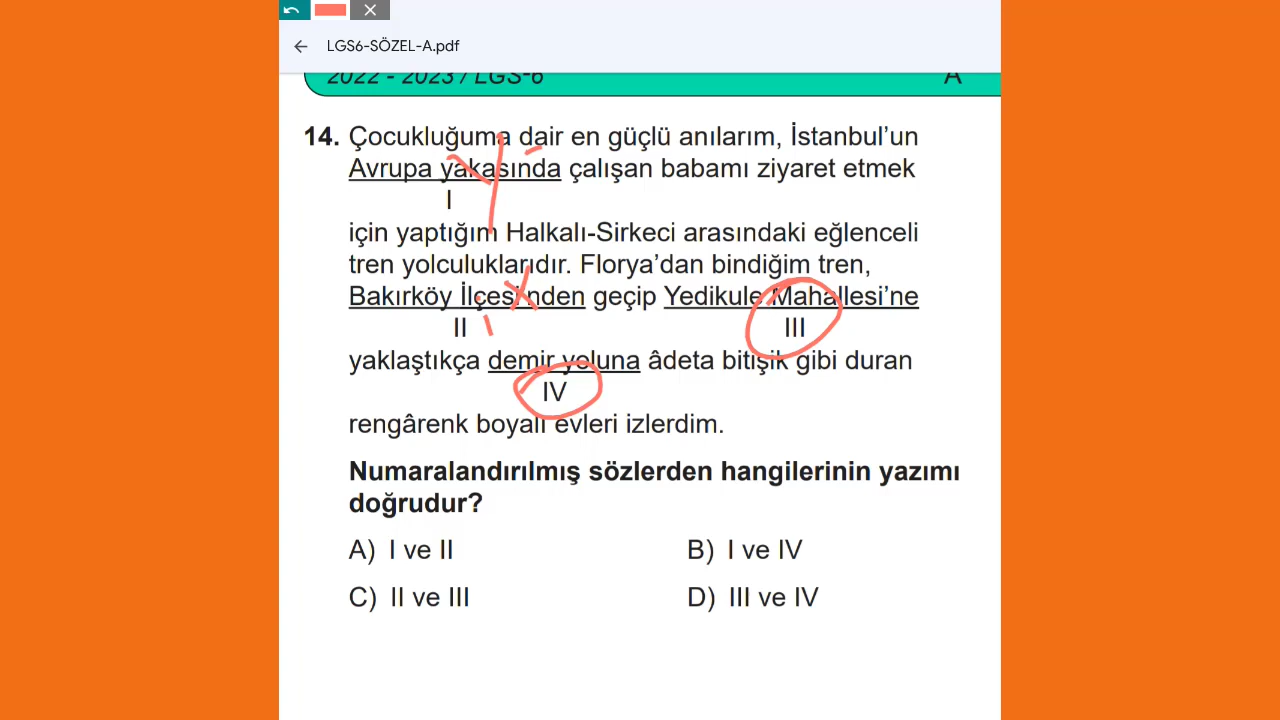 LGS6-SÖZEL-A.pdf
2022 - 2023 / LGS-6 A
14. Çocukluğuma dair en güçlü anılarım, İstanbul’un
Avrupa yakasında çalışan babamı ziyaret etmek
I
için yaptığım Halkalı-Sirkeci arasındaki eğlenceli
tren yolculuklarıdır. Florya’dan bindiğim tren,
Bakırköy İlçesi’nden geçip Yedikule Mahallesi’ne
II III
yaklaştıkça demir yoluna âdeta bitişik gibi duran
IV
rengârenk boyalı evleri izlerdim.
Numaralandırılmış sözlerden hangilerinin yazımı
doğrudur?
A) I ve II
B) I ve IV
C) II ve III
D) III ve IV